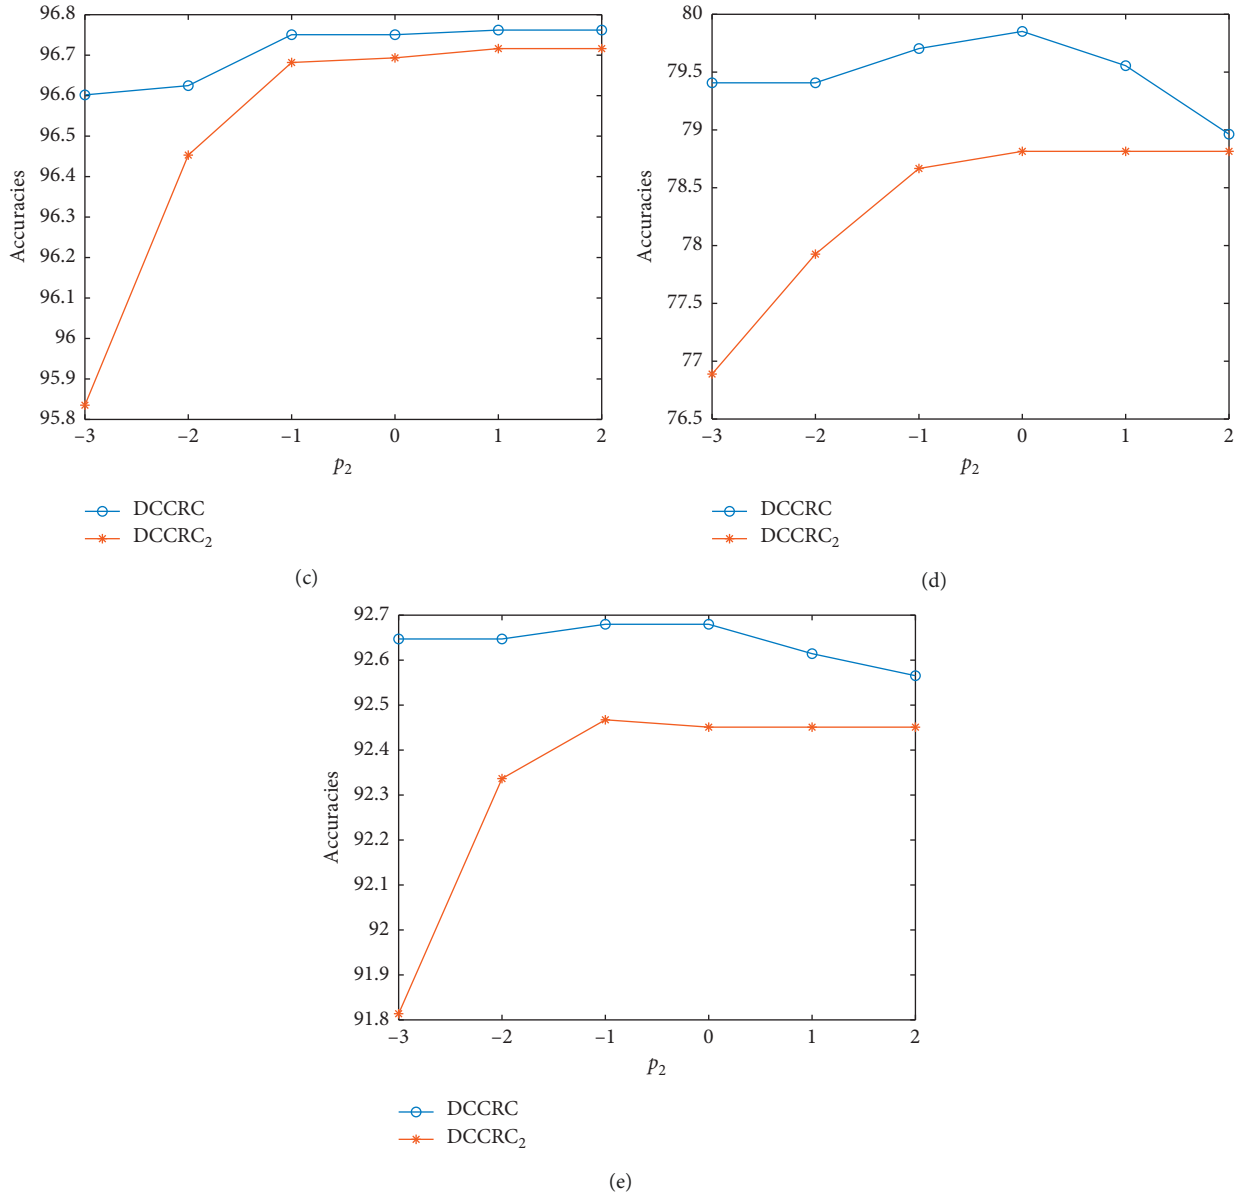 96.8
96.7
96.6
96.5
96.4
96.3
96.2
96.1
96
95.9
95.8
Accuracies
–3 –2 –1 0 1 2
p2
DCCRC
DCCRC2
(c)
80
79.5
79
78.5
78
77.5
77
76.5
Accuracies
–3 –2 –1 0 1 2
p2
DCCRC
DCCRC2
(d)
92.7
92.6
92.5
92.4
92.3
92.2
92.1
92
91.9
91.8
Accuracies
–3 –2 –1 0 1 2
p2
DCCRC
DCCRC2
(e)